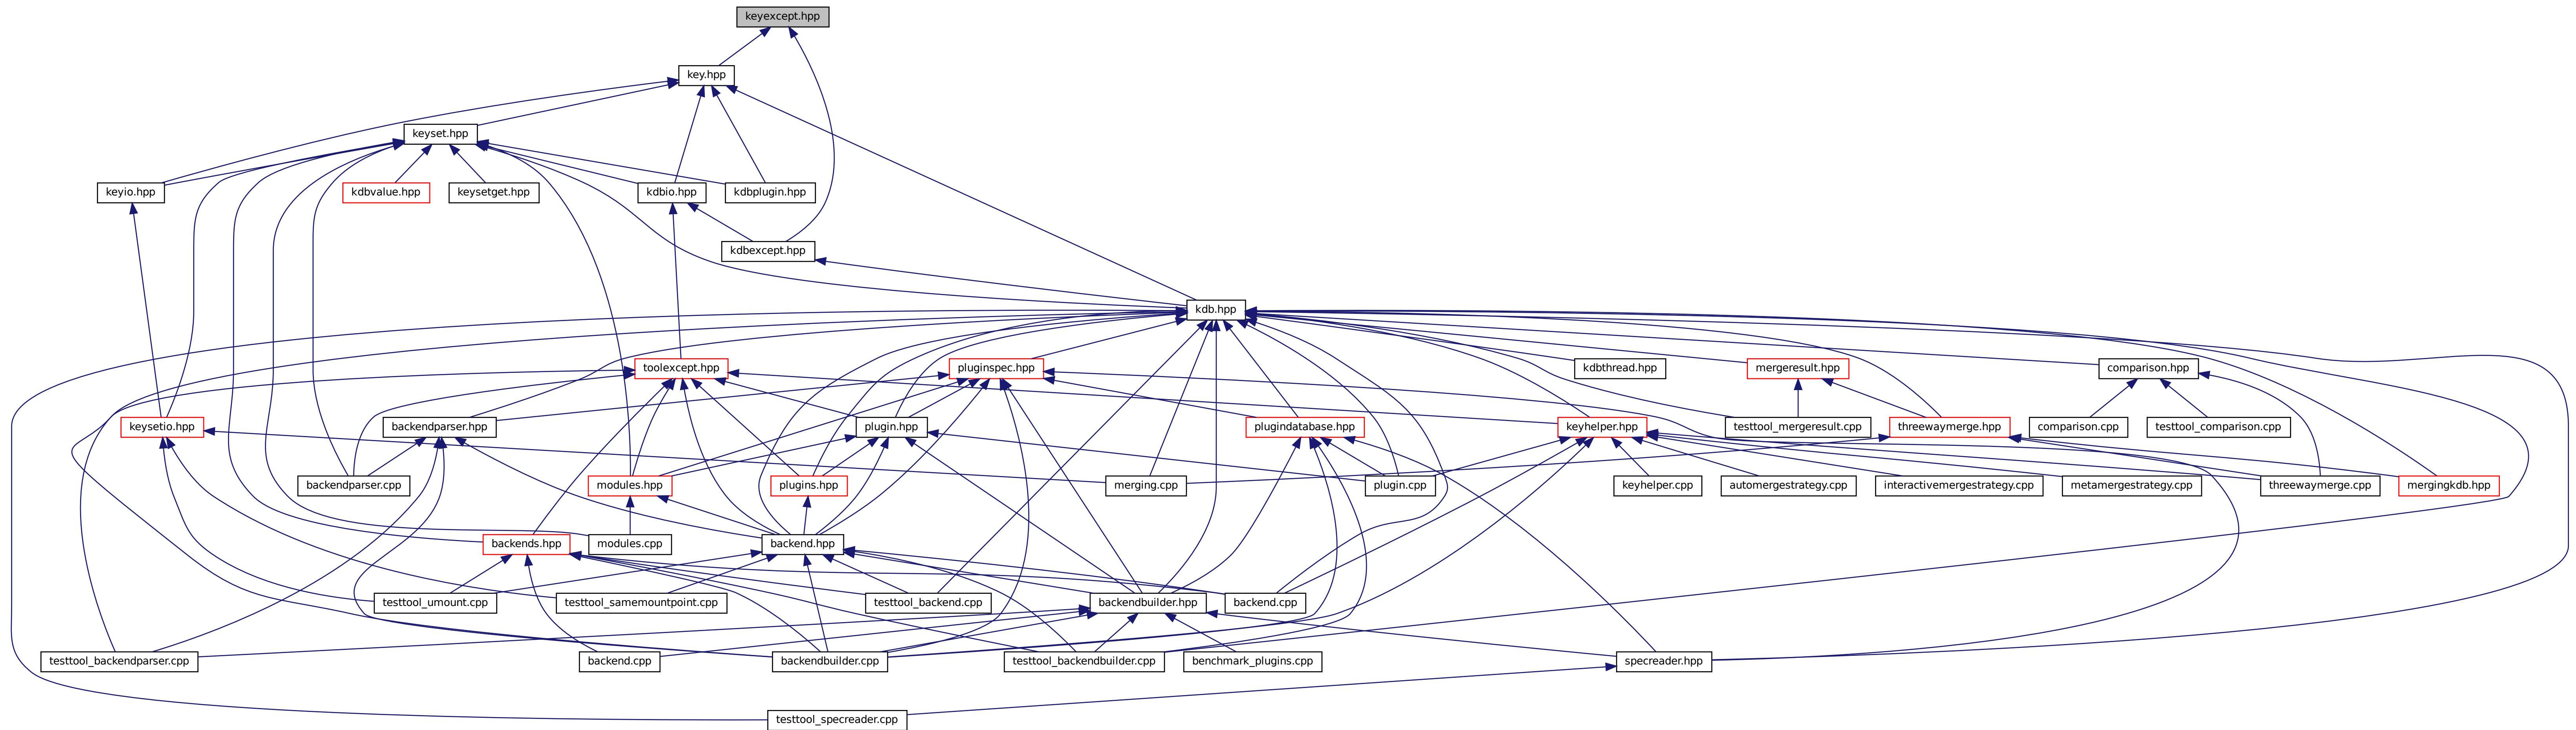 keyexcept.hpp
key.hpp
keyset.hpp
keyio.hpp
kdbvalue.hpp
keysetget.hpp
kdbio.hpp
kdbplugin.hpp
kdbexcept.hpp
kdb.hpp
toolexcept.hpp
pluginspec.hpp
kdbthread.hpp
mergeresult.hpp
comparison.hpp
keysetio.hpp
backendparser.hpp
plugin.hpp
plugindatabase.hpp
keyhelper.hpp
testtool_mergeresult.cpp
threewaymerge.hpp
comparison.cpp
testtool_comparison.cpp
backendparser.cpp
modules.hpp
plugins.hpp
merging.cpp
plugin.cpp
keyhelper.cpp
automergestrategy.cpp
interactivemergestrategy.cpp
metamergestrategy.cpp
threewaymerge.cpp
mergingkdb.hpp
backends.hpp
modules.cpp
backend.hpp
testtool_umount.cpp
testtool_samemountpoint.cpp
testtool_backend.cpp
backendbuilder.hpp
backend.cpp
testtool_backendparser.cpp
backend.cpp
backendbuilder.cpp
testtool_backendbuilder.cpp
benchmark_plugins.cpp
specreader.hpp
testtool_specreader.cpp